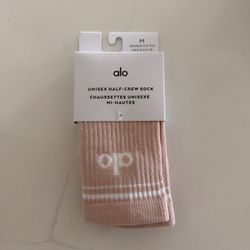 M
alo
UNISEX HALF-CREW SOCK
CHAUSSETTES UNISEXE
MI-HAUTES
alo